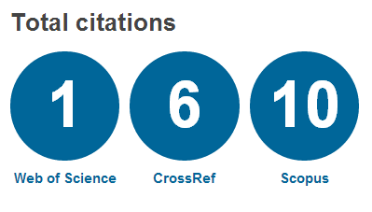 Total citations
1 6 10
Web of Science CrossRef Scopus